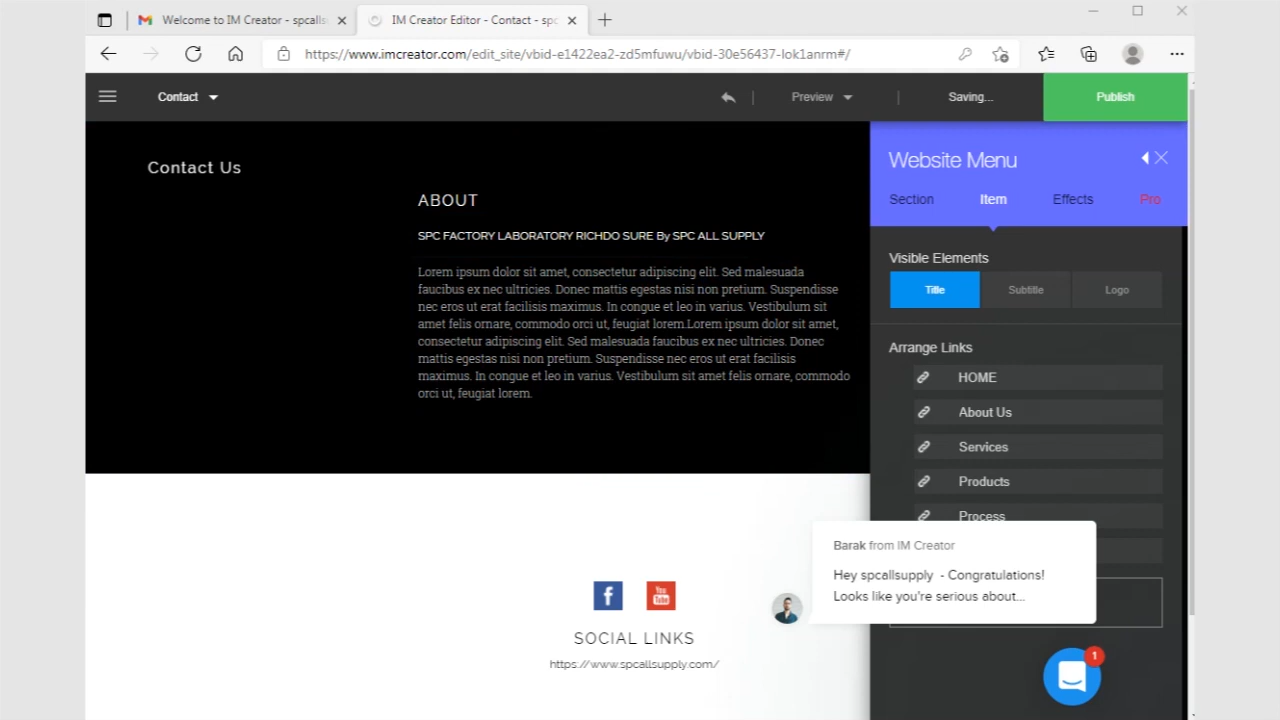 Welcome to IM Creator - spcalls
IM Creator Editor - Contact - spc
https://www.imcreator.com/edit_site/vbid-e1422ea2-zd5mfuwu/vbid-30e56437-lok1anrm#/
Contact
Preview
Saving...
Publish
Contact Us
ABOUT
SPC FACTORY LABORATORY RICHDO SURE By SPC ALL SUPPLY
Lorem ipsum dolor sit amet, consectetur adipiscing elit. Sed malesuada
faucibus ex nec ultricies. Donec mattis egestas nisi non pretium. Suspendisse
nec eros ut erat facilisis maximus. In congue et leo in varius. Vestibulum sit
amet felis ornare, commodo orci ut, feugiat lorem.Lorem ipsum dolor sit amet,
consectetur adipiscing elit. Sed malesuada faucibus ex nec ultricies. Donec
mattis egestas nisi non pretium. Suspendisse nec eros ut erat facilisis
maximus. In congue et leo in varius. Vestibulum sit amet felis ornare, commodo
orci ut, feugiat lorem.
Website Menu
Section
Item
Effects
Pro
Visible Elements
Title
Subtitle
Logo
Arrange Links
HOME
About Us
Services
Products
Process
Barak from IM Creator
Hey spcallsupply - Congratulations!
Looks like you're serious about...
1
You
Tube
SOCIAL LINKS
https://www.spcallsupply.com/